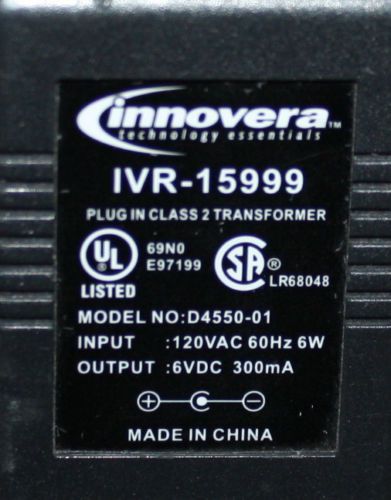 innovera™
technology essentials
IVR-15999
PLUG IN CLASS 2 TRANSFORMER
UL
LISTED
69N0
E97199
SA®
LR68048
MODEL NO:D4550-01
INPUT :120VAC 60Hz 6W
OUTPUT :6VDC 300mA
MADE IN CHINA